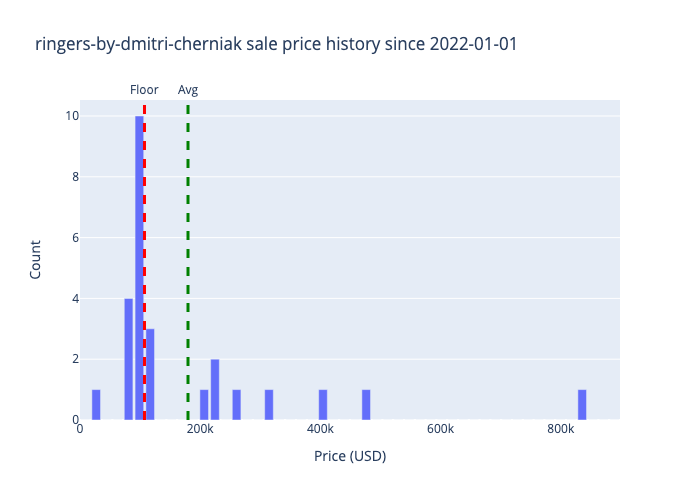 ringers-by-dmitri-cherniak sale price history since 2022-01-01
Floor Avg
10
8
6
4
2
0
Count
0 200k 400k 600k 800k
Price (USD)